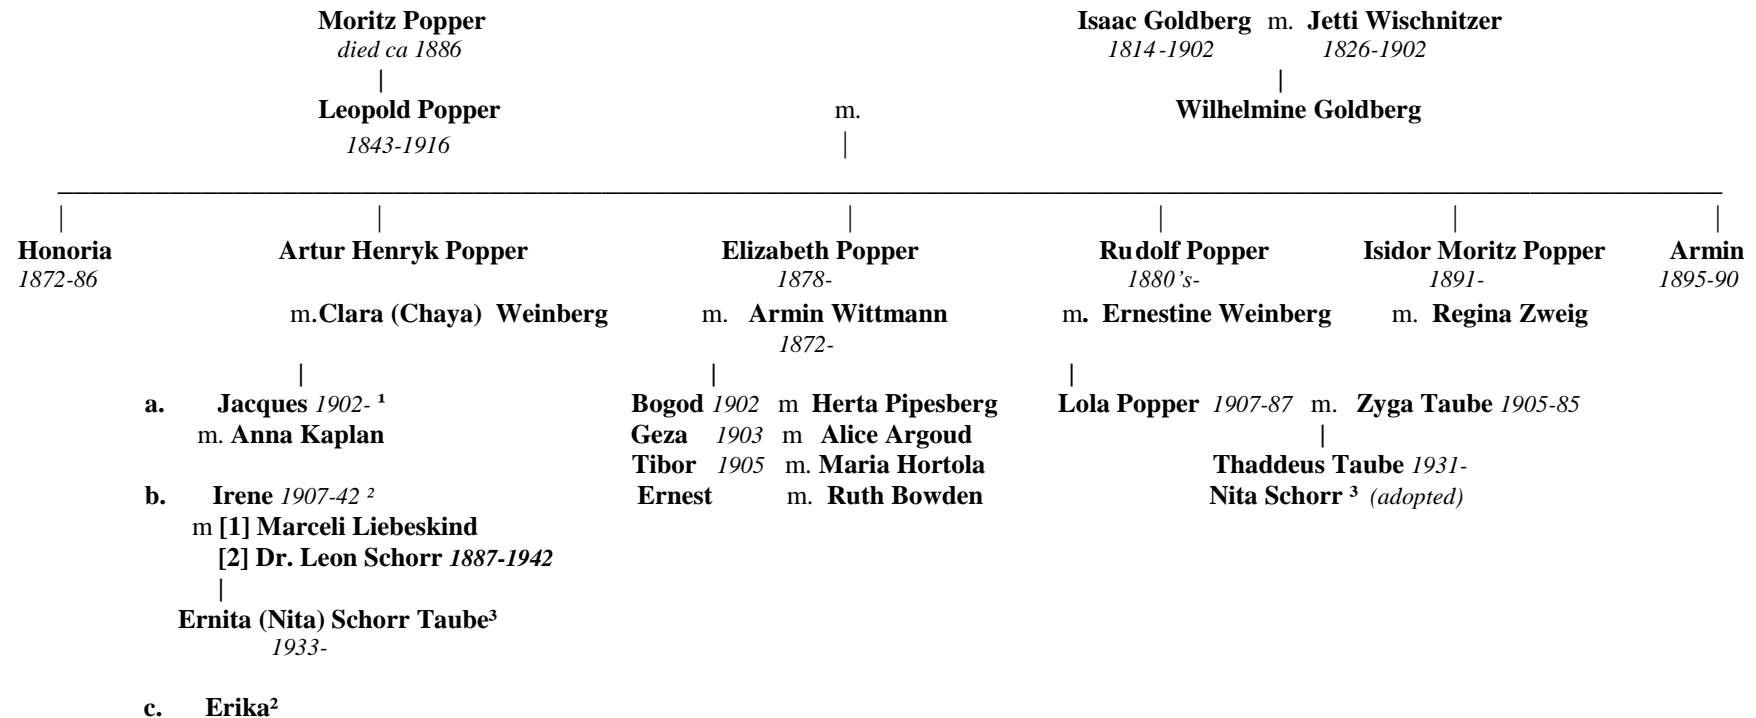 Moritz Popper Isaac Goldberg m. Jetti Wischnitzer
died ca 1886 1814-1902 1826-1902
Leopold Popper m. Wilhelmine Goldberg
1843-1916
Honoria Artur Henryk Popper Elizabeth Popper Rudolf Popper Isidor Moritz Popper Armin
1872-86 1878- 1880's- 1891- 1895-90
m.Clara (Chaya) Weinberg m. Armin Wittmann m. Ernestine Weinberg m. Regina Zweig
1872-
a. Jacques 1902- ¹ Bogod 1902 m Herta Pipesberg Lola Popper 1907-87 m. Zyga Taube 1905-85
m. Anna Kaplan Geza 1903 m Alice Argoud
Tibor 1905 m. Maria Hortola Thaddeus Taube 1931-
b. Irene 1907-42 ² Ernest m. Ruth Bowden Nita Schorr ³ (adopted)
m [1] Marceli Liebeskind
[2] Dr. Leon Schorr 1887-1942
Ernita (Nita) Schorr Taube³
1933-
c. Erika²